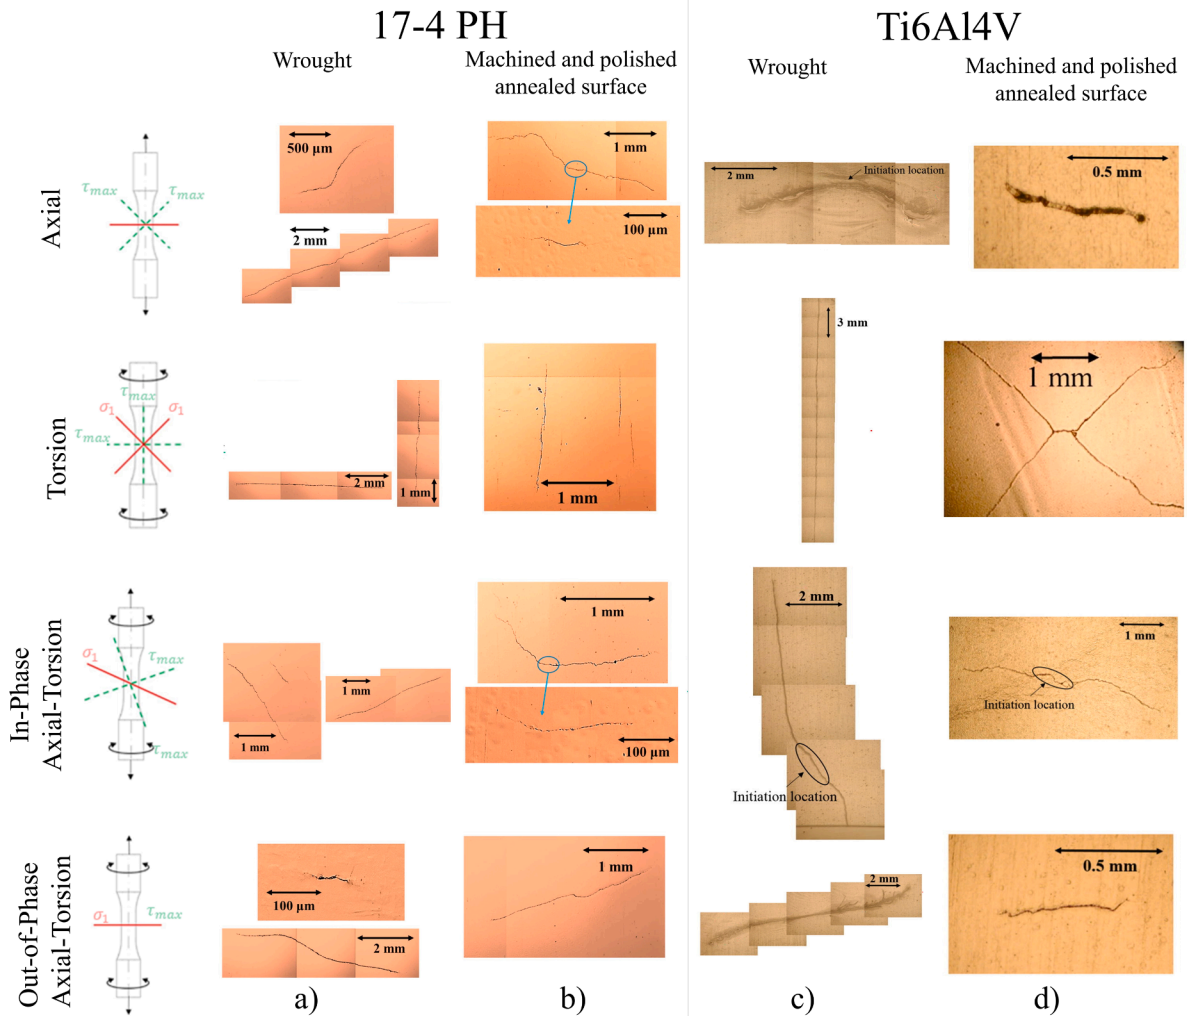 17-4 PH
Ti6Al4V
Wrought
Machined and polished
annealed surface
Wrought
Machined and polished
annealed surface
Axial
τmax
τmax
500 µm
2 mm
1 mm
100 µm
2 mm
Initiation location
0.5 mm
Torsion
τmax
σ1
σ1
τmax
2 mm
1 mm
1 mm
3 mm
1 mm
In-Phase
Axial-Torsion
σ1
τmax
τmax
1 mm
1 mm
1 mm
100 µm
2 mm
Initiation location
1 mm
Initiation location
Out-of-Phase
Axial-Torsion
σ1
τmax
100 µm
2 mm
1 mm
2 mm
0.5 mm
a)
b)
c)
d)